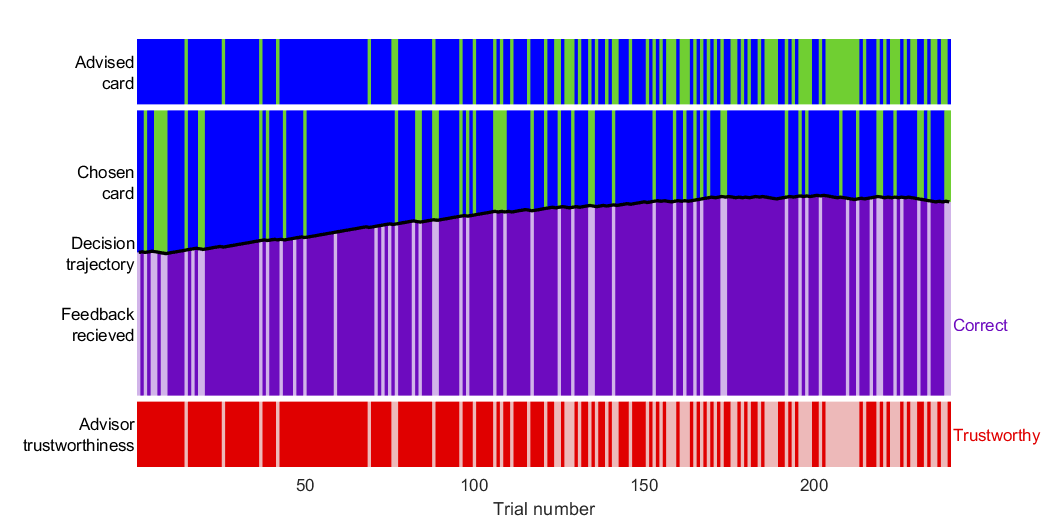 Advised
card
Chosen
card
Decision
trajectory
Feedback
recieved
Correct
Advisor
trustworthiness
Trustworthy
50
100
150
200
Trial number